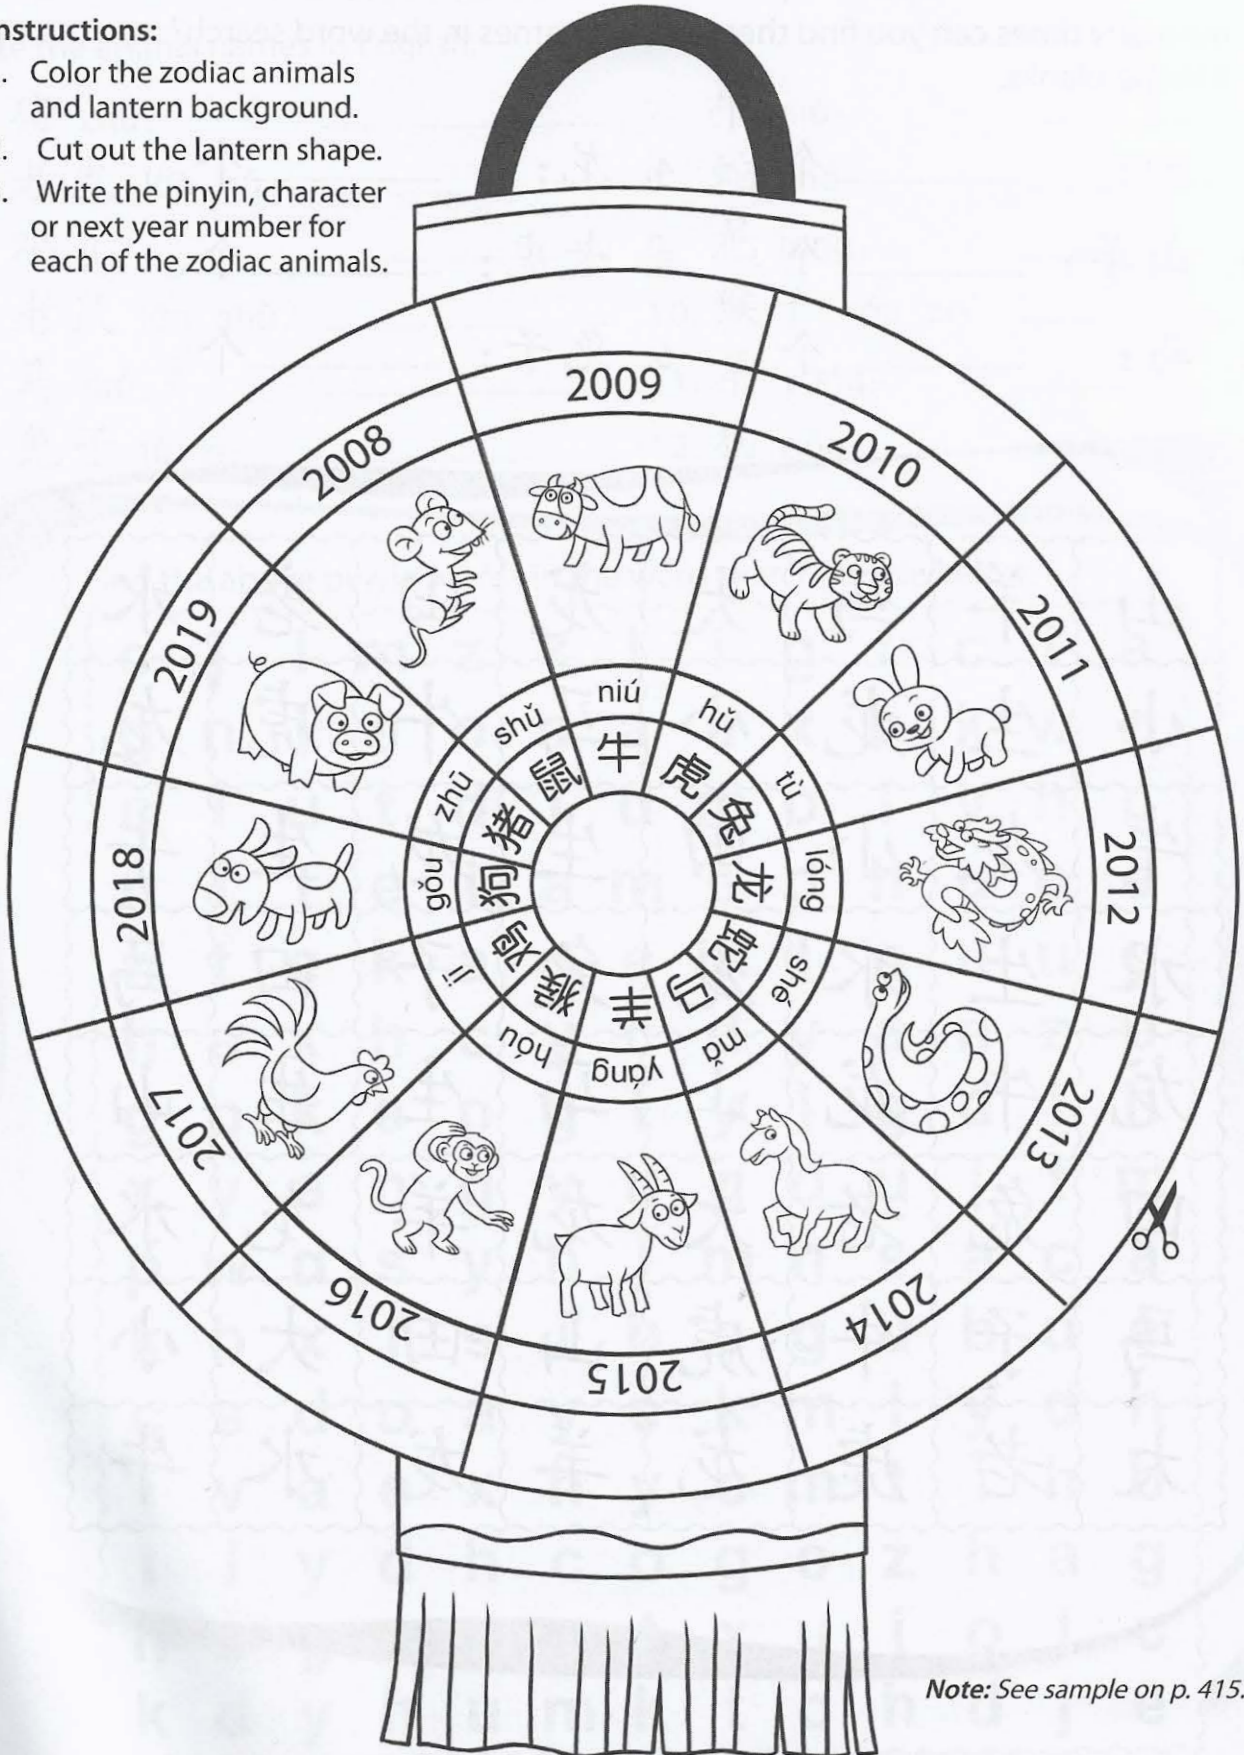 nstructions:
. Color the zodiac animals
and lantern background.
. Cut out the lantern shape.
. Write the pinyin, character
or next year number for
each of the zodiac animals.
2009
2010
2011
2012
2013
2014
2015
2016
2017
2018
2019
2008
niú
hǔ
tù
lóng
shé
mǎ
yáng
hóu
jī
gǒu
zhū
shǔ
牛
虎
兔
龙
蛇
马
羊
猴
鸡
狗
猪
鼠
Note: See sample on p. 415.